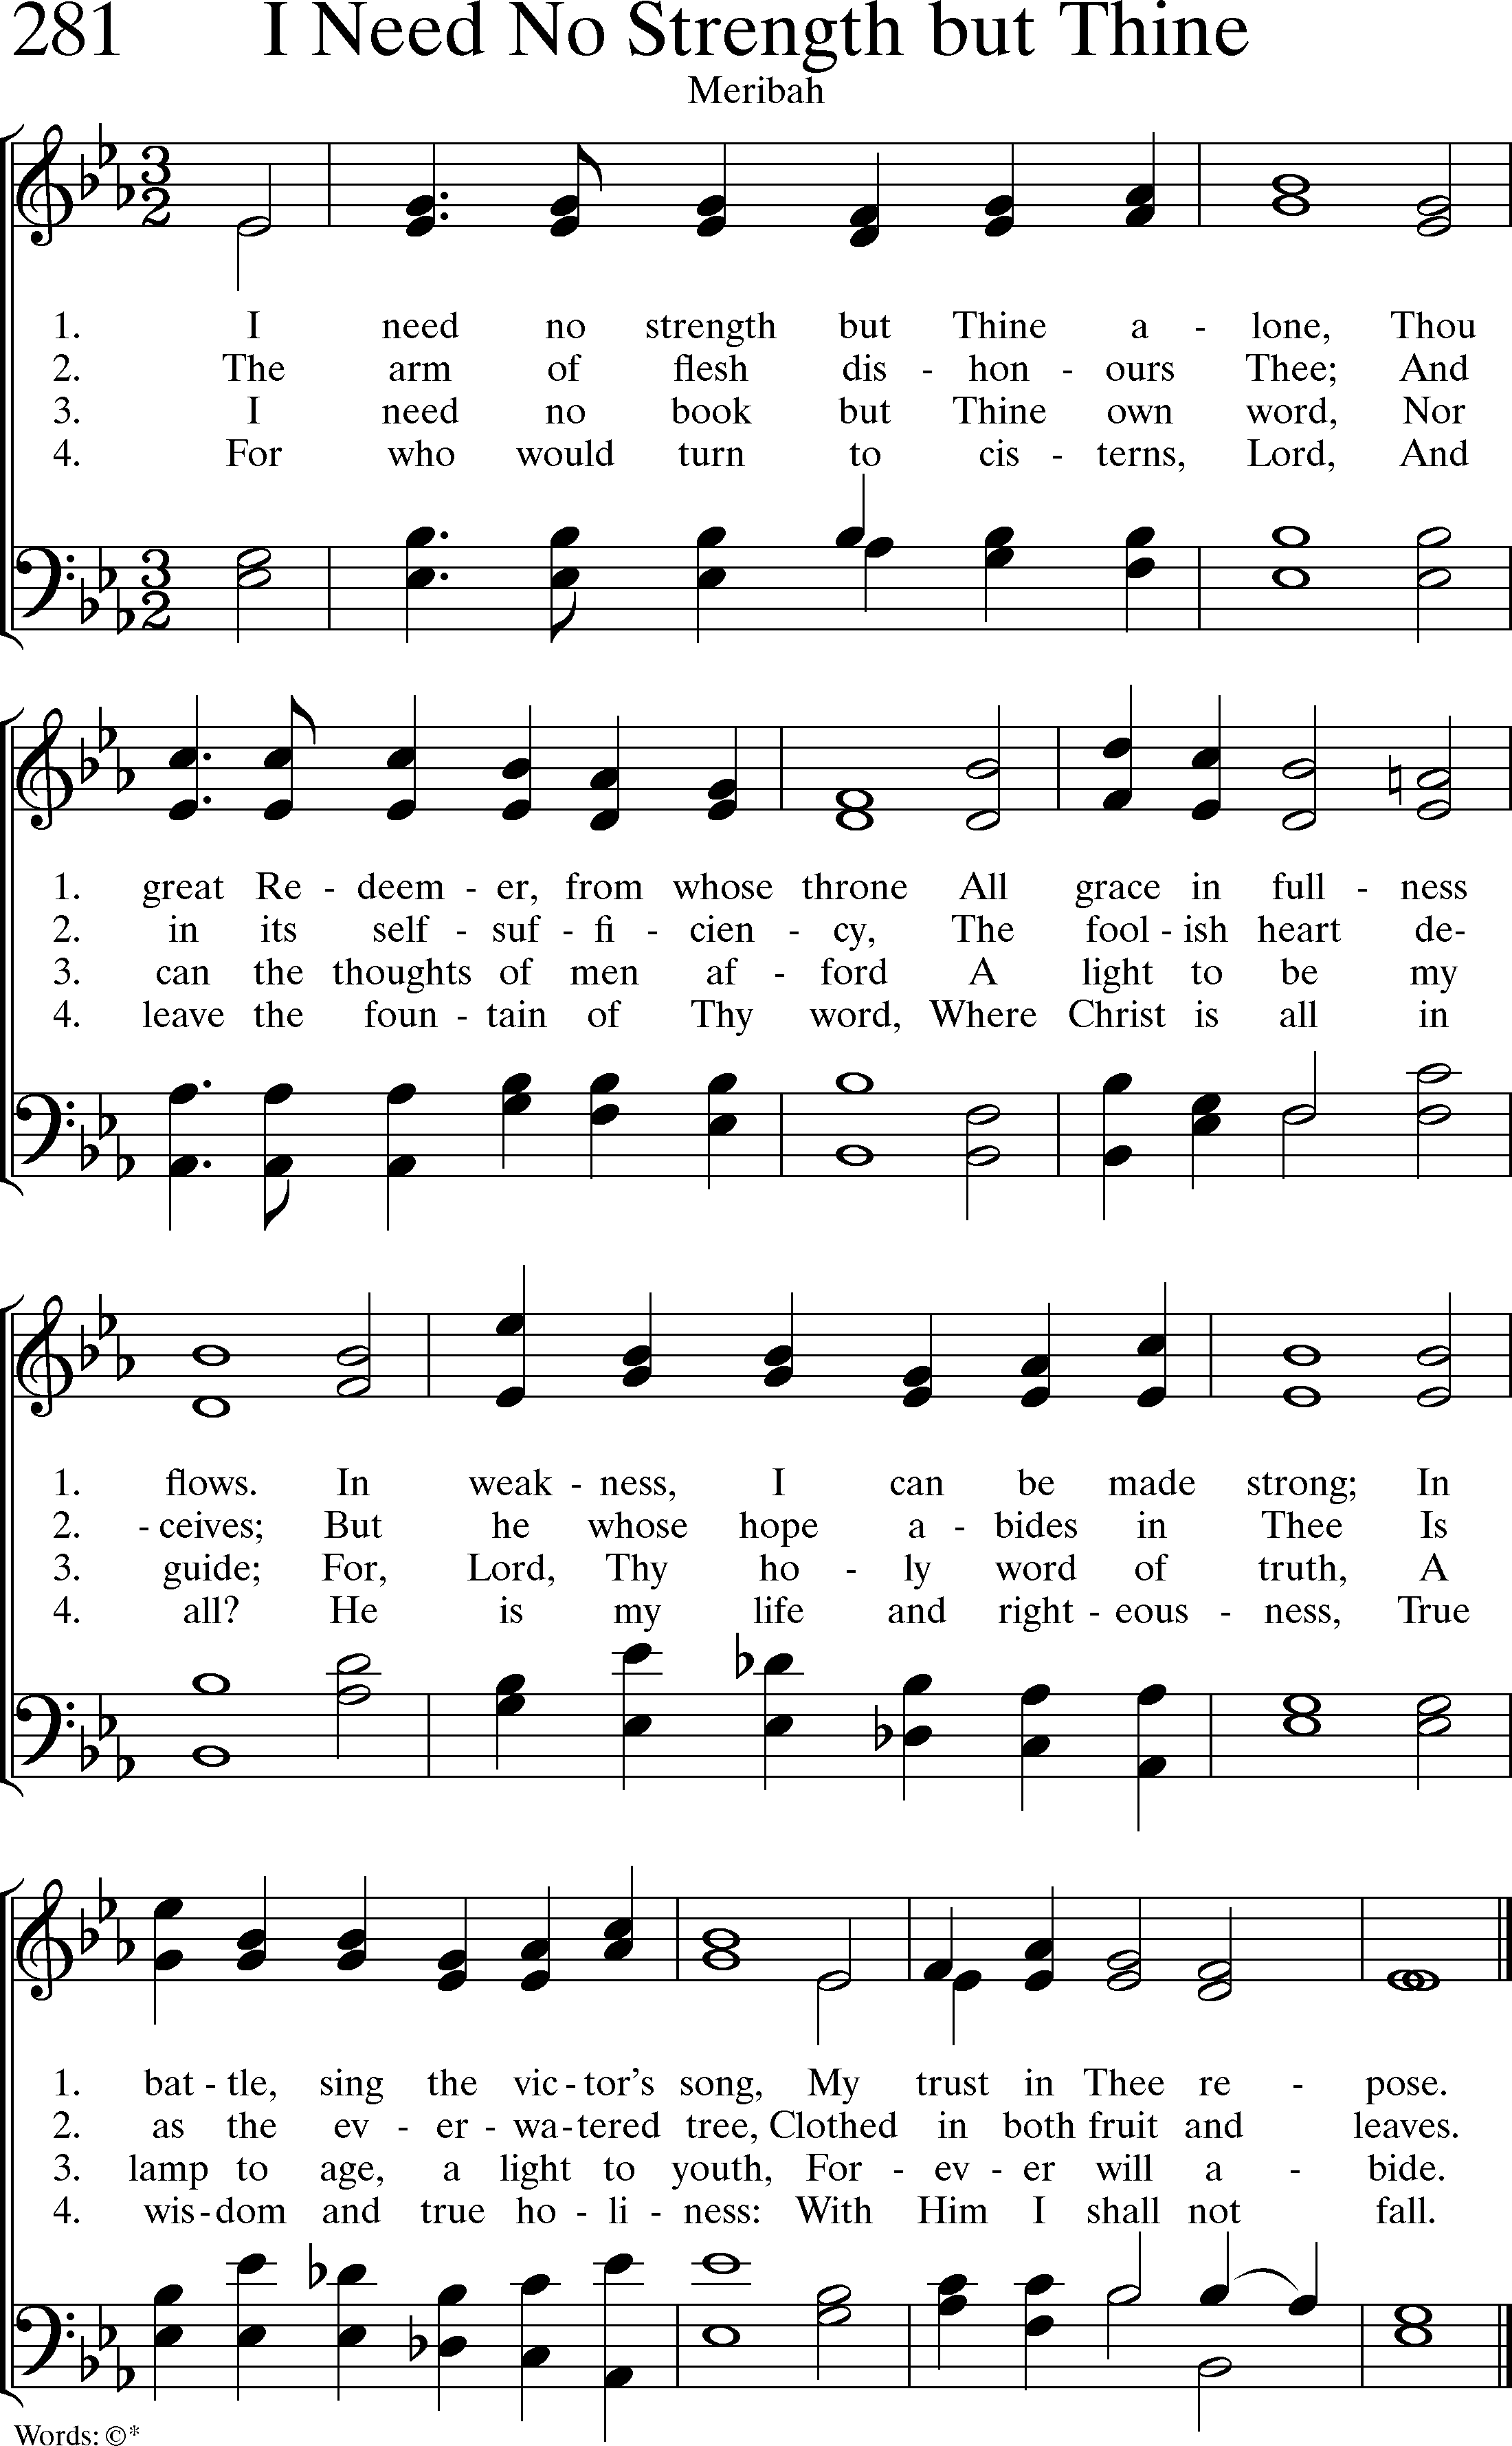 281 I Need No Strength but Thine
Meribah
1. I need no strength but Thine a - lone, Thou
2. The arm of flesh dis - hon - ours Thee; And
3. I need no book but Thine own word, Nor
4. For who would turn to cis - terns, Lord, And
1. great Re - deem - er, from whose throne All grace in full - ness
2. in its self - suf - fi - cien - cy, The fool - ish heart de-
3. can the thoughts of men af - ford A light to be my
4. leave the foun - tain of Thy word, Where Christ is all in
1. flows. In weak - ness, I can be made strong; In
2. - ceives; But he whose hope a - bides in Thee Is
3. guide; For, Lord, Thy ho - ly word of truth, A
4. all? He is my life and right - eous - ness, True
1. bat - tle, sing the vic - tor's song, My trust in Thee re - pose.
2. as the ev - er - wa - tered tree, Clothed in both fruit and leaves.
3. lamp to age, a light to youth, For - ev - er will a - bide.
4. wis - dom and true ho - li - ness: With Him I shall not fall.
Words: ©*